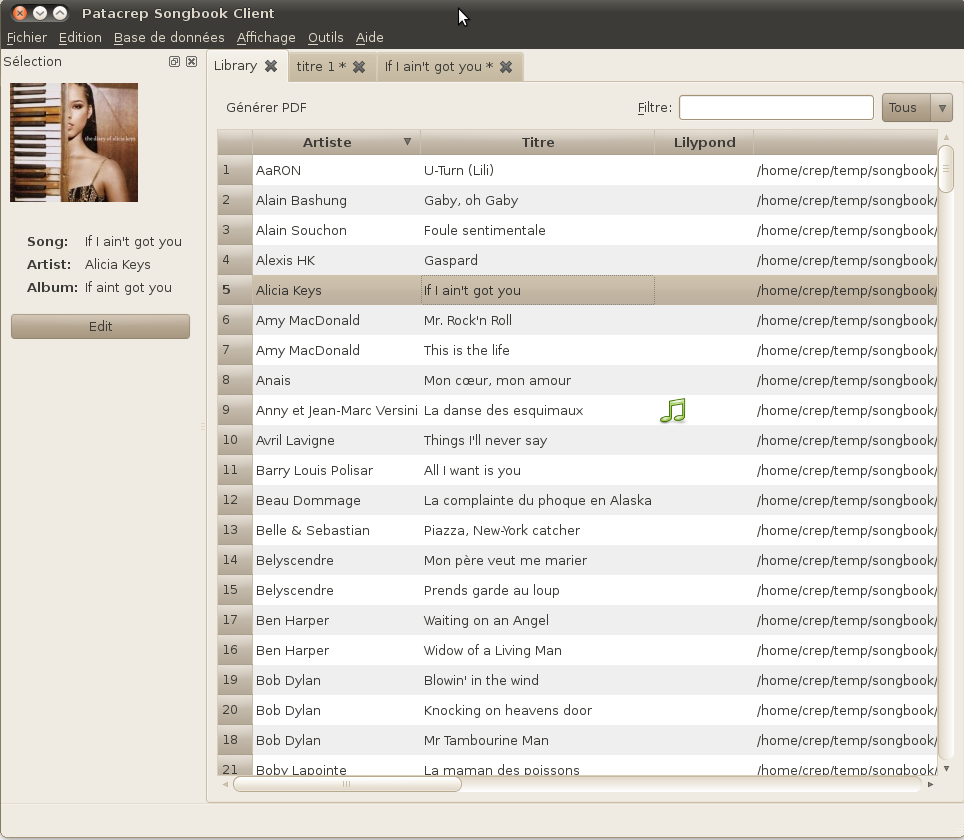 Patacrep Songbook Client
Fichier Edition Base de données Affichage Outils Aide
Sélection
Library titre 1 * If I ain't got you *
the diary of alicia keys
Song: If I ain't got you
Artist: Alicia Keys
Album: If aint got you
Edit
Générer PDF Filtre: Tous
Artiste Titre Lilypond
1 AaRON U-Turn (Lili) /home/crep/temp/songbook/
2 Alain Bashung Gaby, oh Gaby /home/crep/temp/songbook/
3 Alain Souchon Foule sentimentale /home/crep/temp/songbook/
4 Alexis HK Gaspard /home/crep/temp/songbook/
5 Alicia Keys If I ain't got you /home/crep/temp/songbook/
6 Amy MacDonald Mr. Rock'n Roll /home/crep/temp/songbook/
7 Amy MacDonald This is the life /home/crep/temp/songbook/
8 Anais Mon cœur, mon amour /home/crep/temp/songbook/
9 Anny et Jean-Marc Versini La danse des esquimaux /home/crep/temp/songbook/
10 Avril Lavigne Things I'll never say /home/crep/temp/songbook/
11 Barry Louis Polisar All I want is you /home/crep/temp/songbook/
12 Beau Dommage La complainte du phoque en Alaska /home/crep/temp/songbook/
13 Belle & Sebastian Piazza, New-York catcher /home/crep/temp/songbook/
14 Belyscendre Mon père veut me marier /home/crep/temp/songbook/
15 Belyscendre Prends garde au loup /home/crep/temp/songbook/
17 Ben Harper Waiting on an Angel /home/crep/temp/songbook/
16 Ben Harper Widow of a Living Man /home/crep/temp/songbook/
19 Bob Dylan Blowin' in the wind /home/crep/temp/songbook/
20 Bob Dylan Knocking on heavens door /home/crep/temp/songbook/
18 Bob Dylan Mr Tambourine Man /home/crep/temp/songbook/
21 Boby Lapointe La maman des poissons /home/crep/temp/songbook/